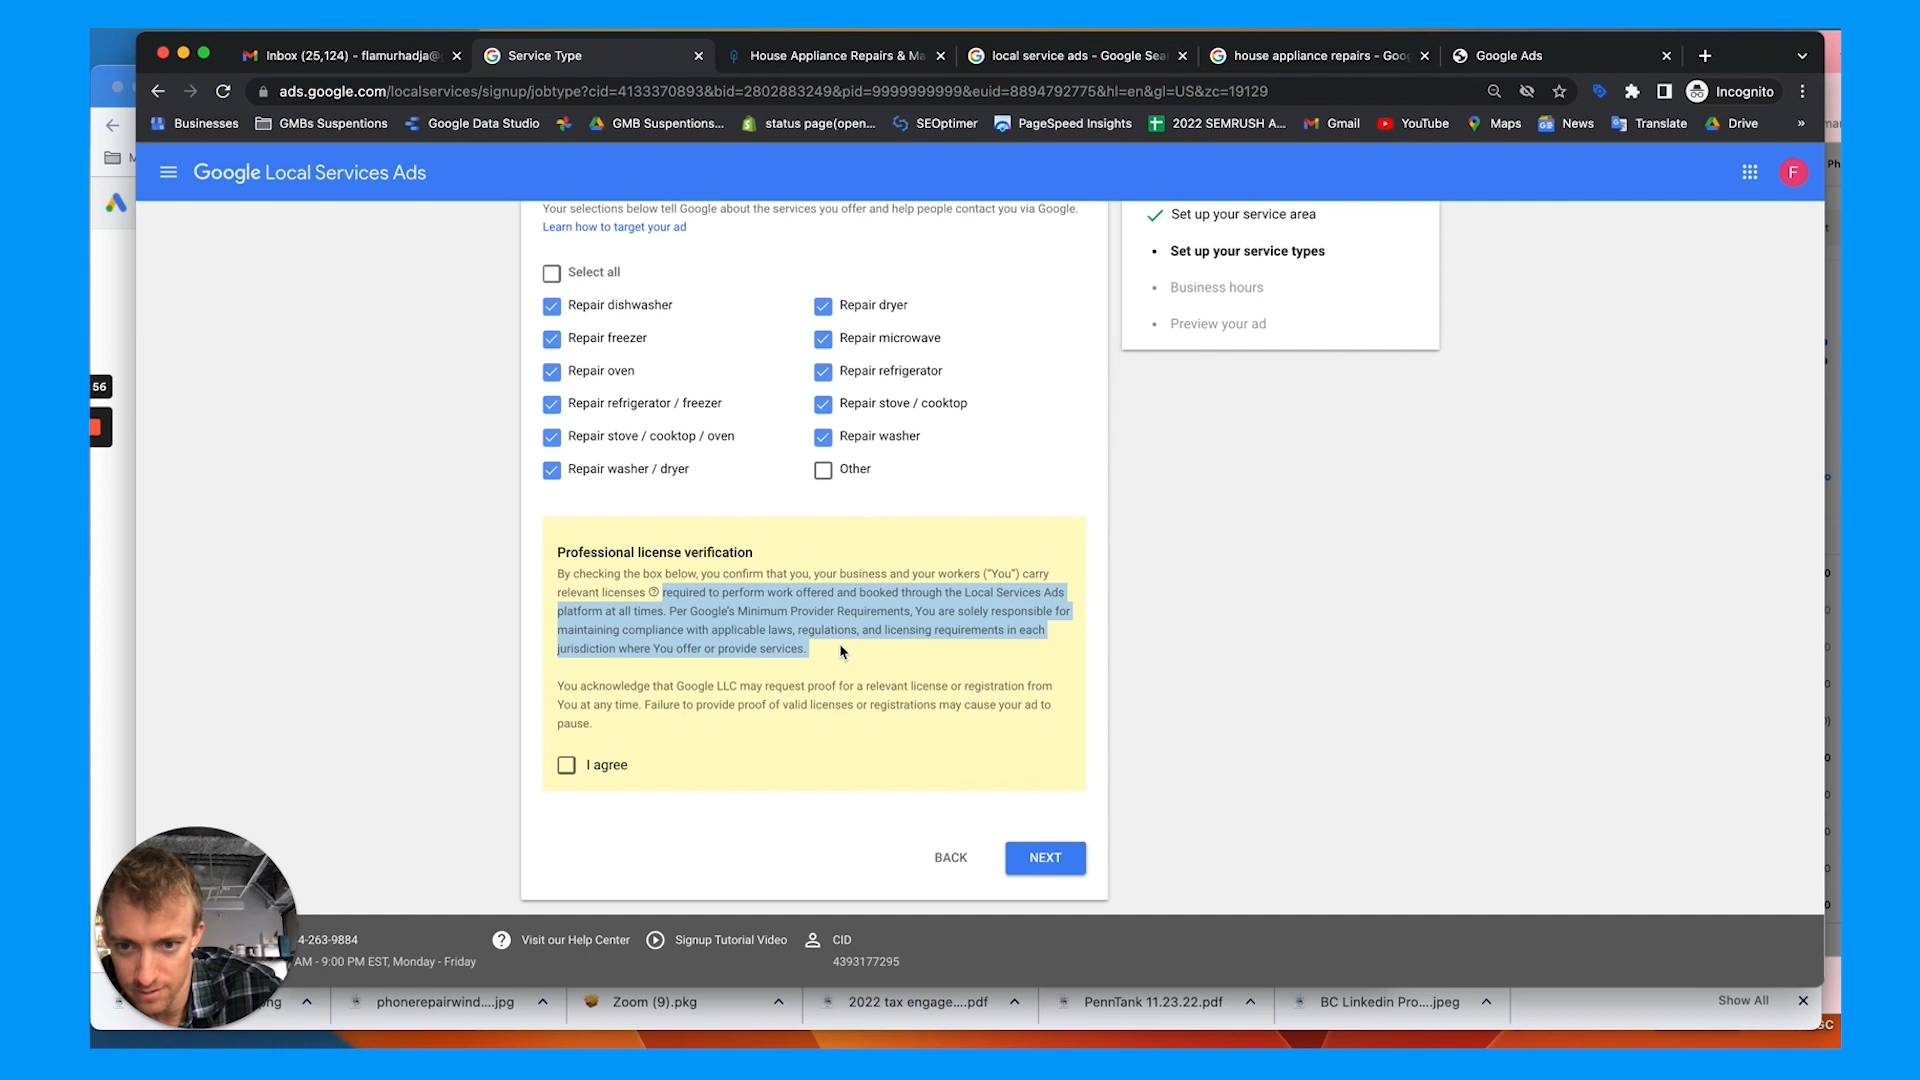 Inbox (25,124) - flamurhadja@
Service Type
House Appliance Repairs & Ma
local service ads - Google Sea
house appliance repairs - Goog
Google Ads
ads.google.com/localservices/signup/jobtype?cid=4133370893&bid=2802883249&pid=9999999999&euid=8894792775&hl=en&gl=US&zc=19129
Incognito
Businesses
GMBs Suspentions
Google Data Studio
GMB Suspentions...
status page(open...
SEOptimer
PageSpeed Insights
2022 SEMRUSH A...
Gmail
YouTube
Maps
News
Translate
Drive
»
Google Local Services Ads
F
Ph
Your selections below tell Google about the services you offer and help people contact you via Google.
Learn how to target your ad
Select all
Repair dishwasher
Repair dryer
Repair freezer
Repair microwave
Repair oven
Repair refrigerator
Repair refrigerator / freezer
Repair stove / cooktop
Repair stove / cooktop / oven
Repair washer
Repair washer / dryer
Other
Set up your service area
Set up your service types
Business hours
Preview your ad
56
Professional license verification
By checking the box below, you confirm that you, your business and your workers (“You”) carry
relevant licenses required to perform work offered and booked through the Local Services Ads
platform at all times. Per Google’s Minimum Provider Requirements, You are solely responsible for
maintaining compliance with applicable laws, regulations, and licensing requirements in each
jurisdiction where You offer or provide services.
You acknowledge that Google LLC may request proof for a relevant license or registration from
You at any time. Failure to provide proof of valid licenses or registrations may cause your ad to
pause.
I agree
BACK
NEXT
4-263-9884
AM - 9:00 PM EST, Monday - Friday
Visit our Help Center
Signup Tutorial Video
CID
4393177295
ng
phonerepairwind....jpg
Zoom (9).pkg
2022 tax engage....pdf
PennTank 11.23.22.pdf
BC Linkedin Pro....jpeg
Show All
GC